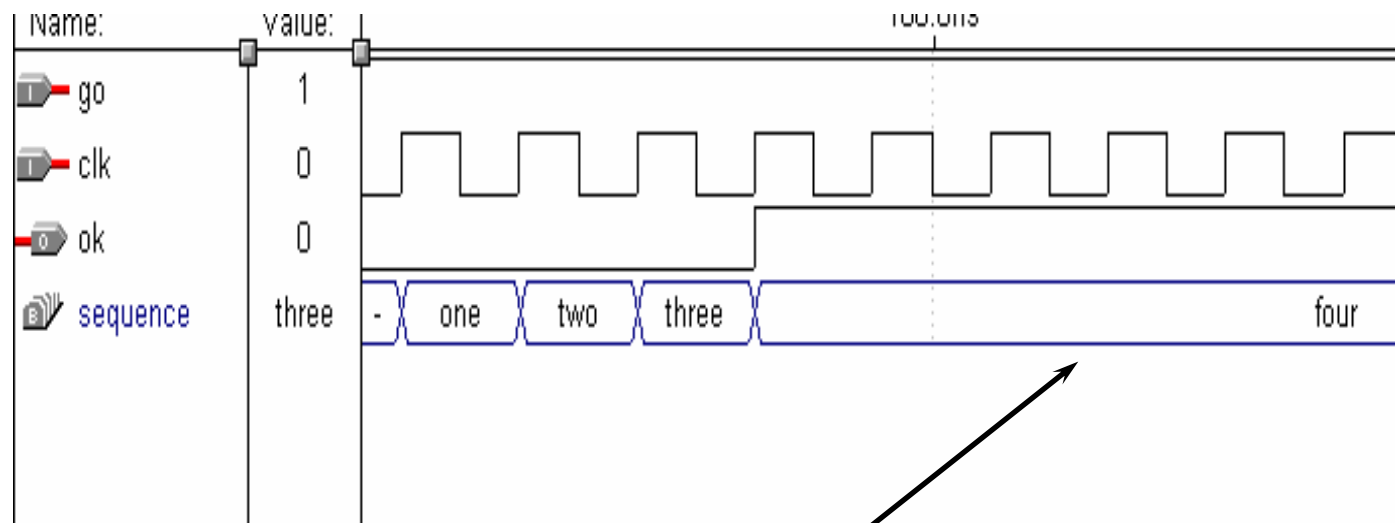 Name: Value:
go 1
clk 0
ok 0
sequence three - one two three four